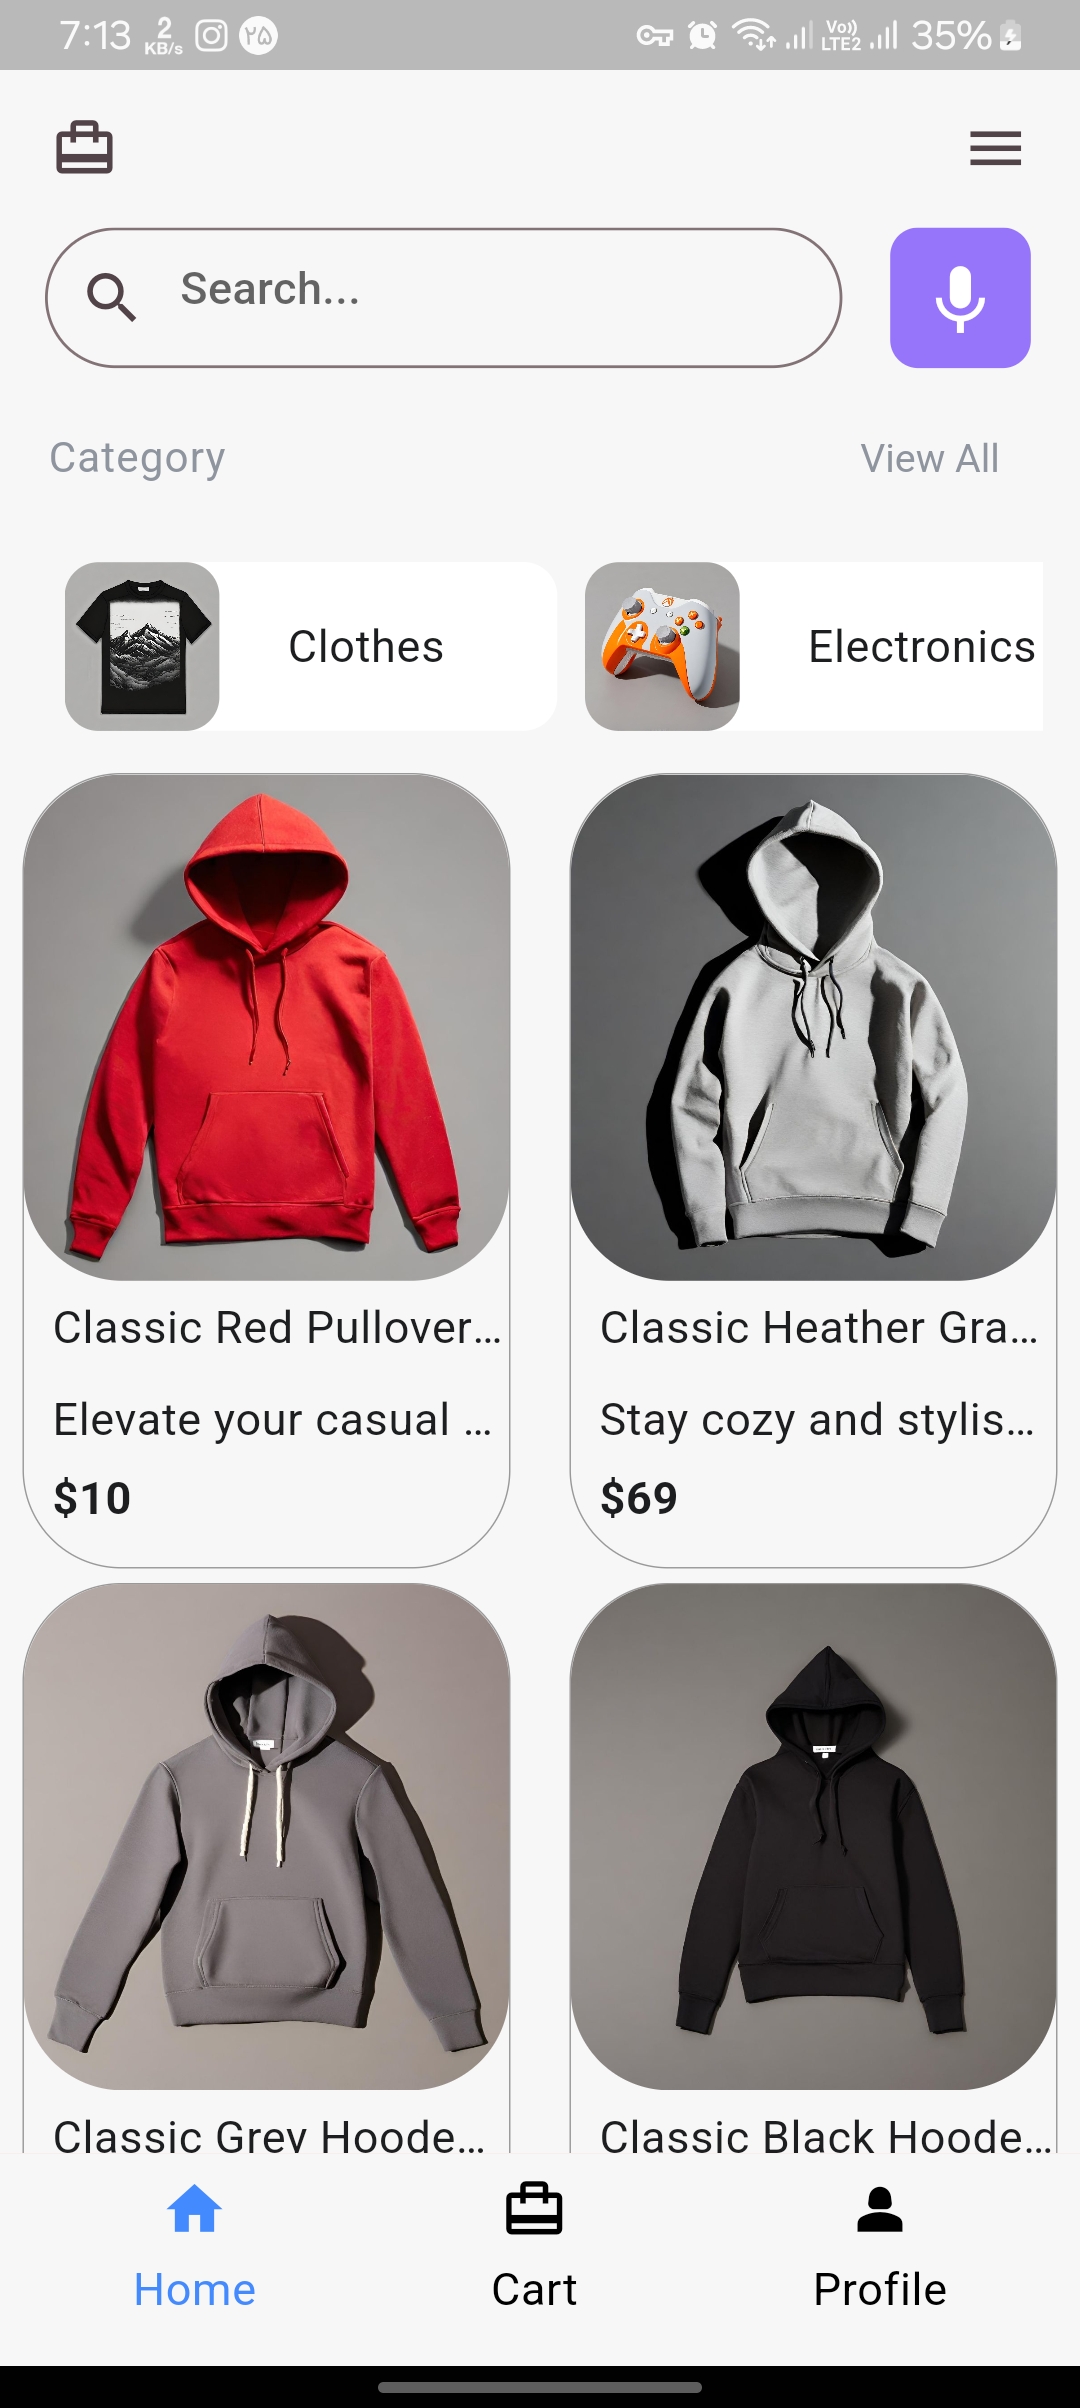 7:13 2 KB/s ۲۵ Vo)) LTE2 35%
Search...
Category View All
Clothes Electronics
Classic Red Pullover... Classic Heather Gra...
Elevate your casual ... Stay cozy and stylis...
$10 $69
Classic Grey Hoode... Classic Black Hoode...
Home Cart Profile